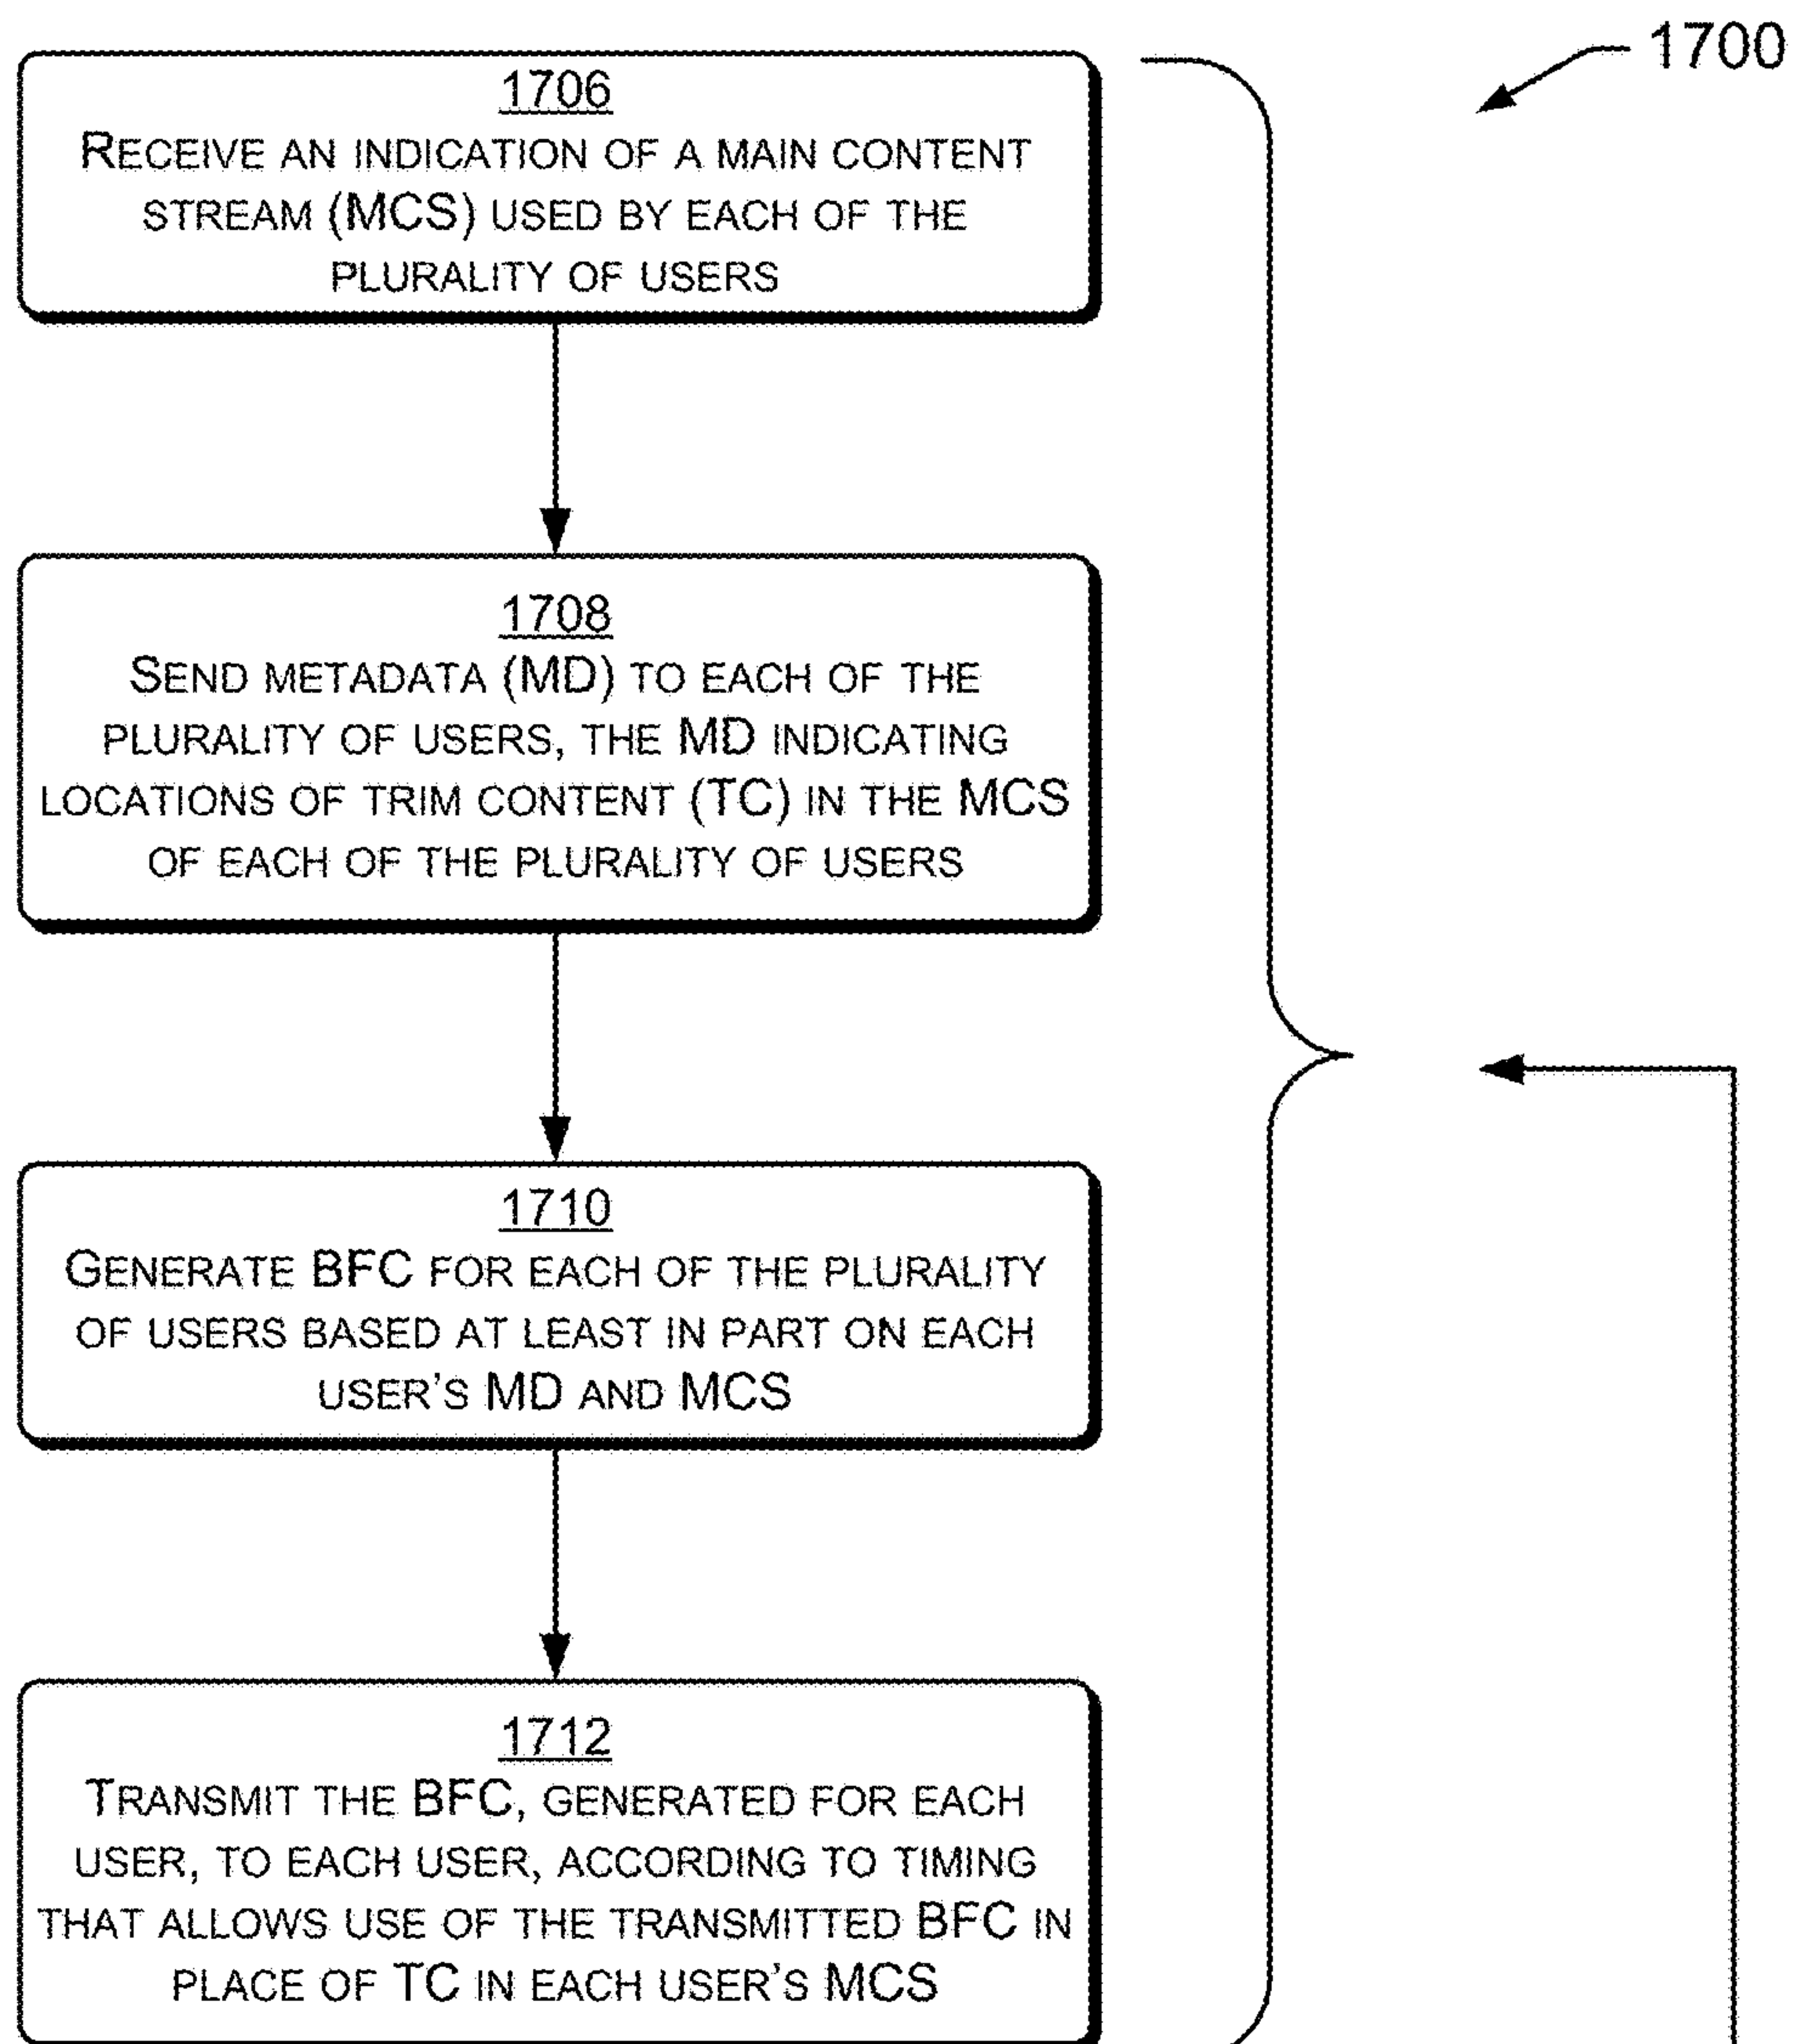 1700
1706
RECEIVE AN INDICATION OF A MAIN CONTENT
STREAM (MCS) USED BY EACH OF THE
PLURALITY OF USERS
1708
SEND METADATA (MD) TO EACH OF THE
PLURALITY OF USERS, THE MD INDICATING
LOCATIONS OF TRIM CONTENT (TC) IN THE MCS
OF EACH OF THE PLURALITY OF USERS
1710
GENERATE BFC FOR EACH OF THE PLURALITY
OF USERS BASED AT LEAST IN PART ON EACH
USER'S MD AND MCS
1712
TRANSMIT THE BFC, GENERATED FOR EACH
USER, TO EACH USER, ACCORDING TO TIMING
THAT ALLOWS USE OF THE TRANSMITTED BFC IN
PLACE OF TC IN EACH USER'S MCS